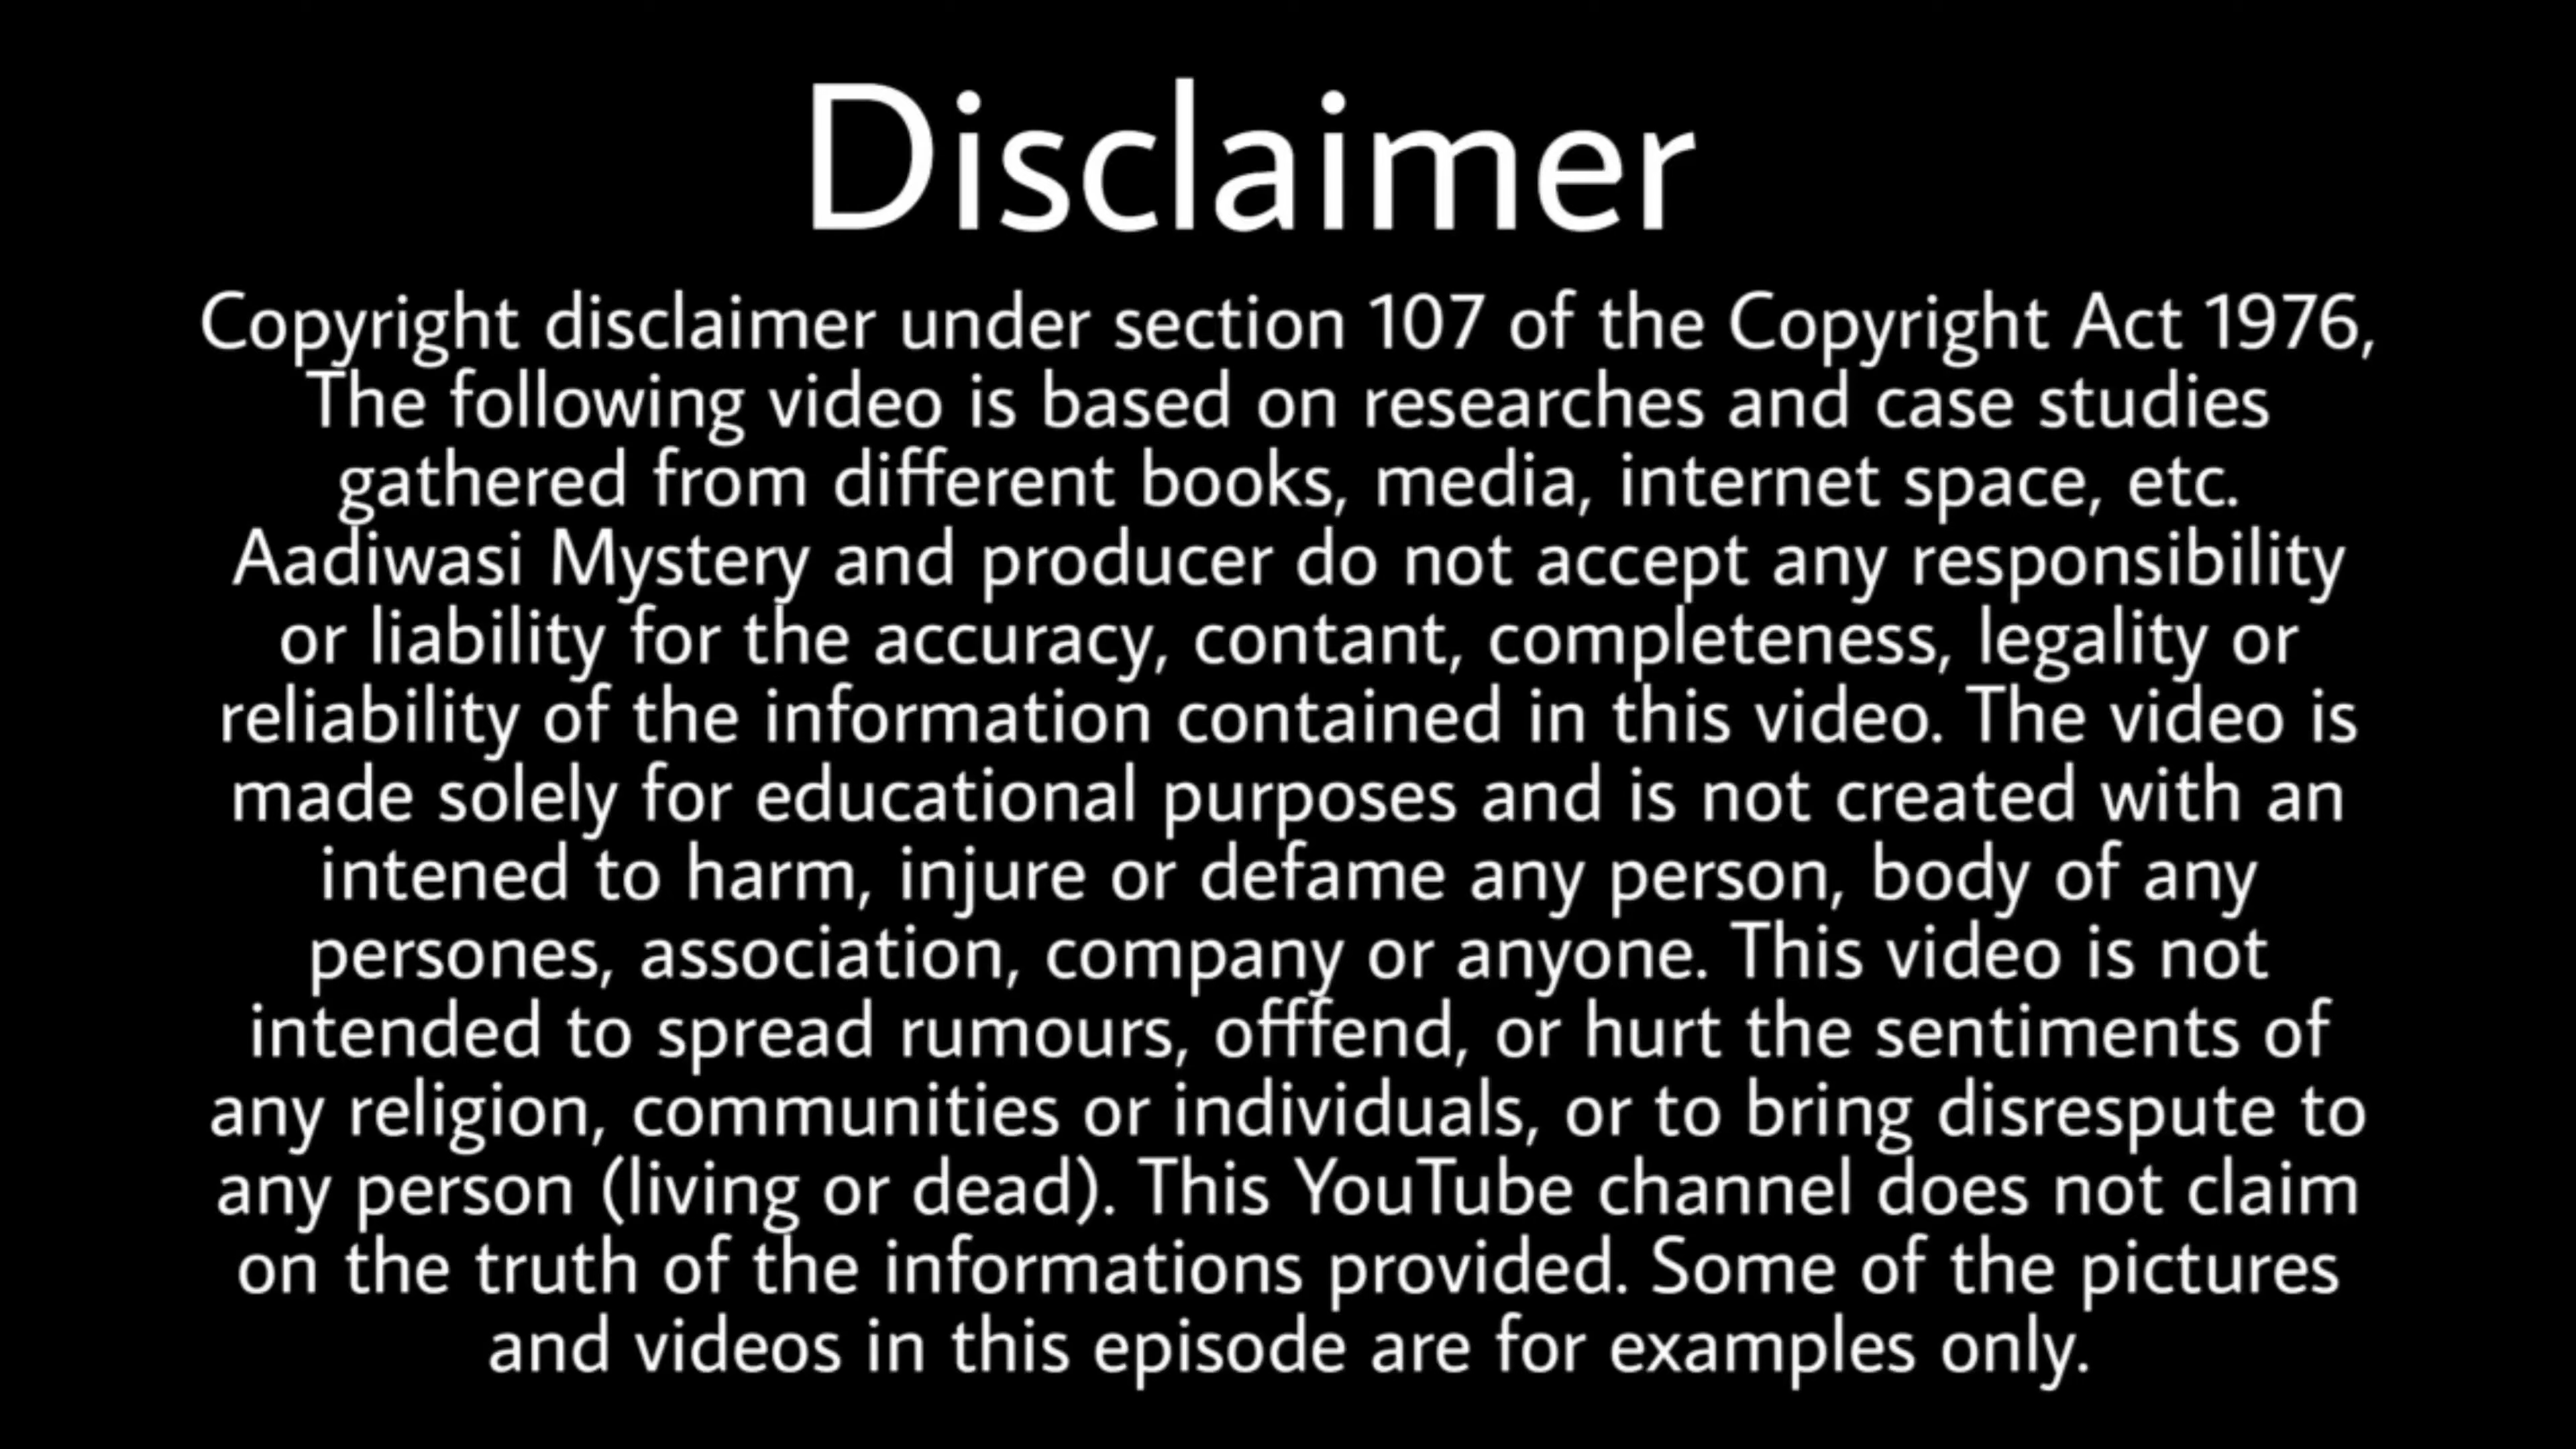 Disclaimer
Copyright disclaimer under section 107 of the Copyright Act 1976,
The following video is based on researches and case studies
gathered from different books, media, internet space, etc.
Aadiwasi Mystery and producer do not accept any responsibility
or liability for the accuracy, contant, completeness, legality or
reliability of the information contained in this video. The video is
made solely for educational purposes and is not created with an
intened to harm, injure or defame any person, body of any
persones, association, company or anyone. This video is not
intended to spread rumours, offfend, or hurt the sentiments of
any religion, communities or individuals, or to bring disrespute to
any person (living or dead). This YouTube channel does not claim
on the truth of the informations provided. Some of the pictures
and videos in this episode are for examples only.